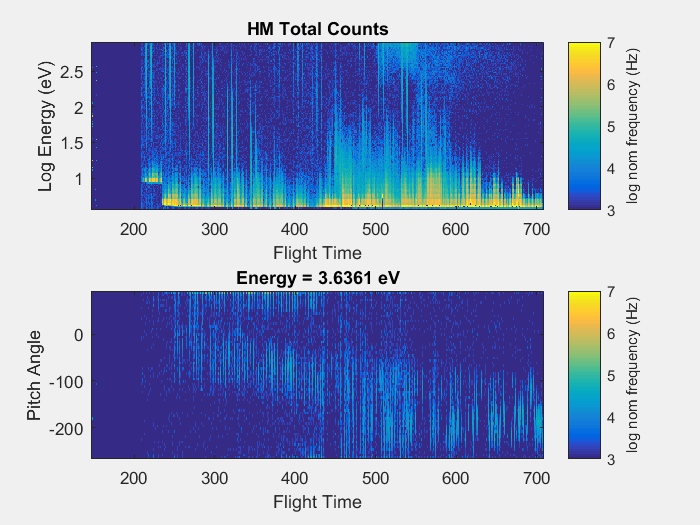 HM Total Counts
Log Energy (eV)
2.5
2
1.5
1
200 300 400 500 600 700
Flight Time
7
6
5
4
3
log nom frequency (Hz)
Energy = 3.6361 eV
Pitch Angle
0
-100
-200
200 300 400 500 600 700
Flight Time
7
6
5
4
3
log nom frequency (Hz)